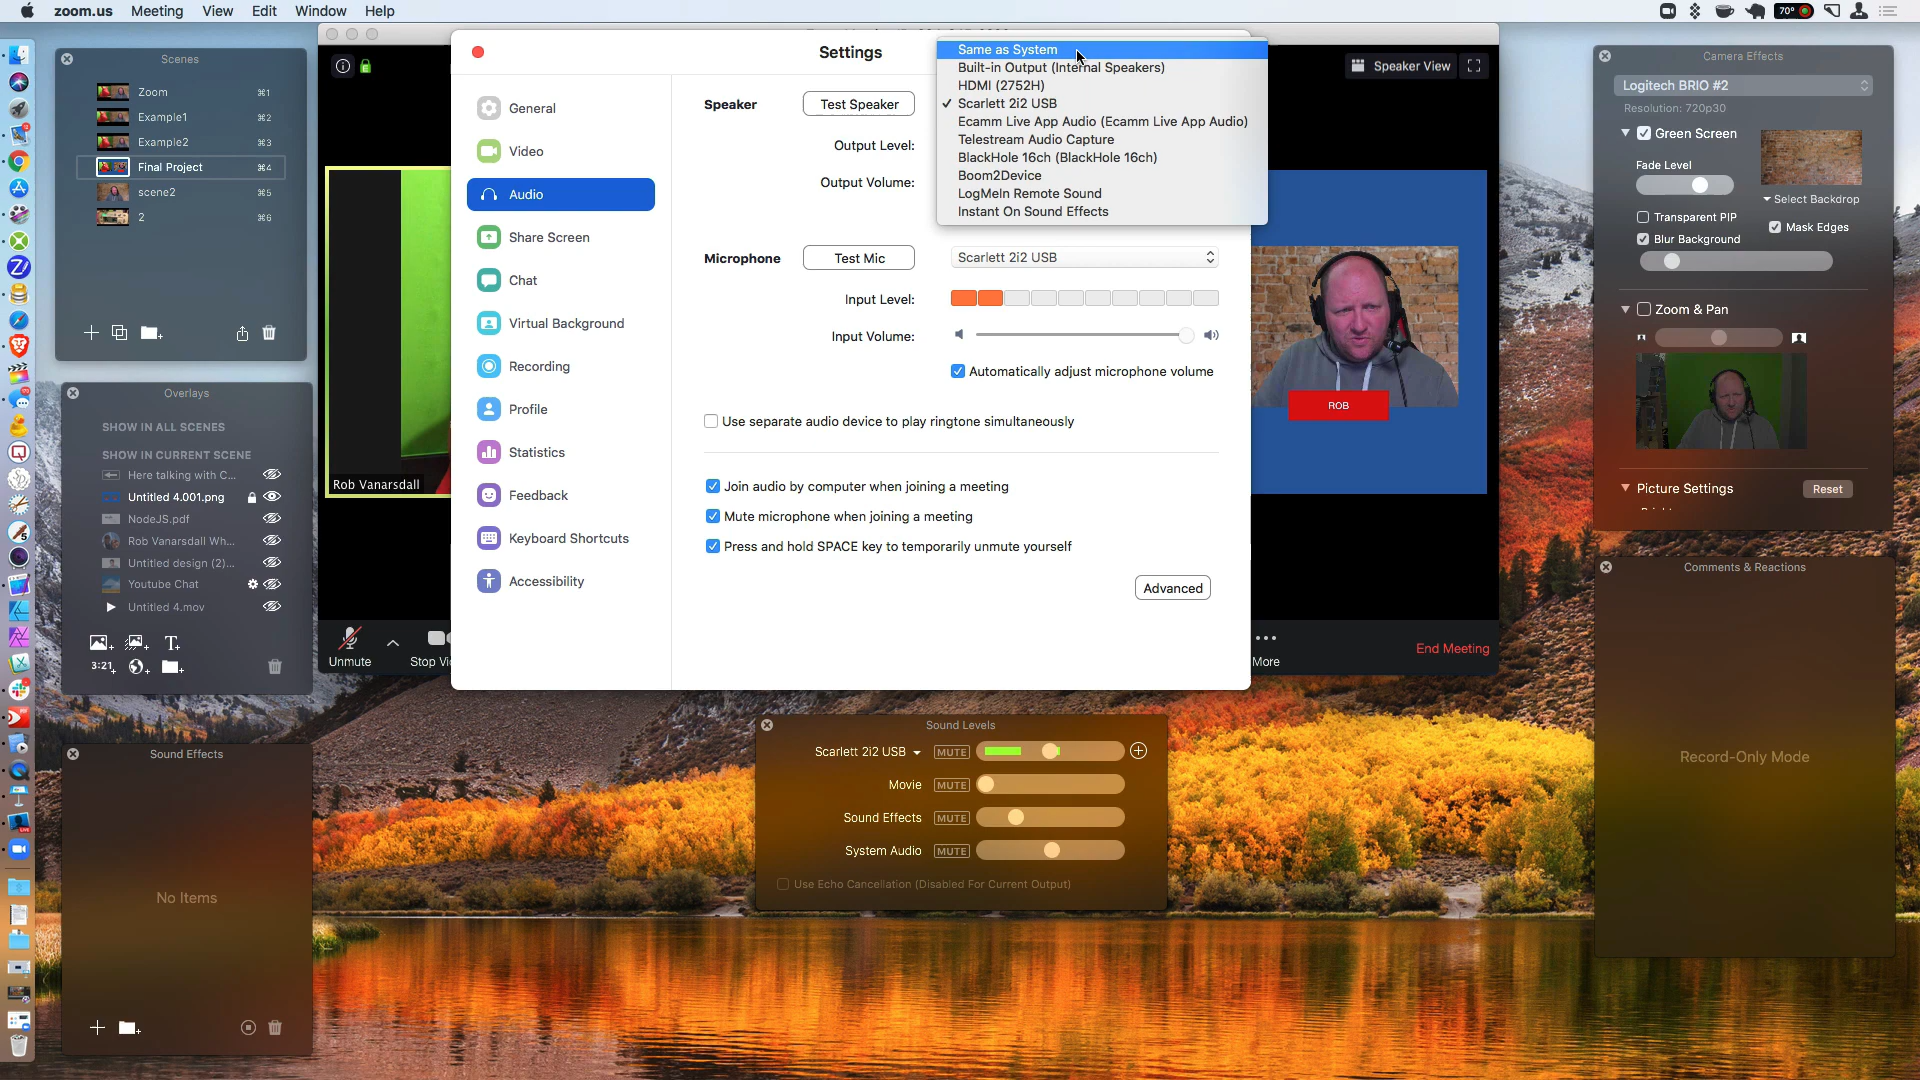 zoom.us Meeting View Edit Window Help
70°
Scenes
Zoom ⌘1
Example1 ⌘2
Example2 ⌘3
Final Project ⌘4
scene2 ⌘5
2 ⌘6
Overlays
SHOW IN ALL SCENES
SHOW IN CURRENT SCENE
Here talking with C...
Untitled 4.001.png
NodeJS.pdf
Rob Vanarsdall Wh...
Untitled design (2)...
Youtube Chat
Untitled 4.mov
3:21
Sound Effects
No Items
Rob Vanarsdall
Unmute
Settings
General
Video
Audio
Share Screen
Chat
Virtual Background
Recording
Profile
Statistics
Feedback
Keyboard Shortcuts
Accessibility
Speaker
Test Speaker
Output Level:
Output Volume:
Same as System
Built-in Output (Internal Speakers)
HDMI (2752H)
✓ Scarlett 2i2 USB
Ecamm Live App Audio (Ecamm Live App Audio)
Telestream Audio Capture
BlackHole 16ch (BlackHole 16ch)
Boom2Device
LogMeIn Remote Sound
Instant On Sound Effects
Microphone
Test Mic
Scarlett 2i2 USB
Input Level:
Input Volume:
Automatically adjust microphone volume
Use separate audio device to play ringtone simultaneously
Join audio by computer when joining a meeting
Mute microphone when joining a meeting
Press and hold SPACE key to temporarily unmute yourself
Advanced
Stop Vi
Speaker View
ROB
More
End Meeting
Sound Levels
Scarlett 2i2 USB MUTE
Movie MUTE
Sound Effects MUTE
System Audio MUTE
Use Echo Cancellation (Disabled For Current Output)
Camera Effects
Logitech BRIO #2
Resolution: 720p30
Green Screen
Fade Level
Select Backdrop
Transparent PIP
Mask Edges
Blur Background
Zoom & Pan
Picture Settings
Reset
Comments & Reactions
Record-Only Mode